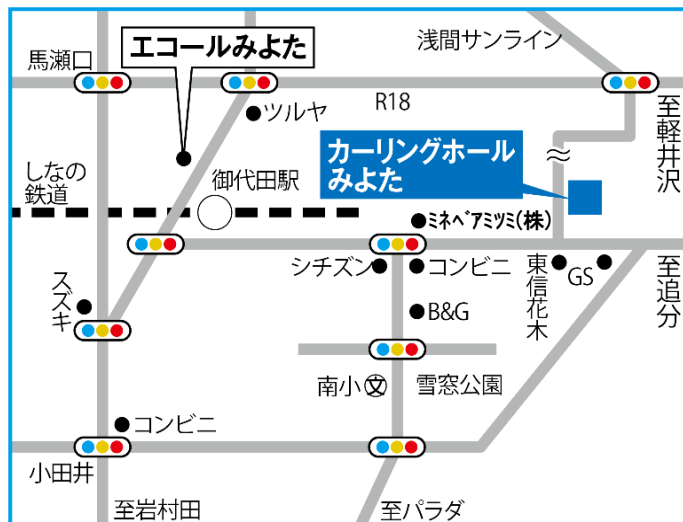 浅間サンライン
エコールみよた
馬瀬口
R18
至軽井沢
ツルヤ
カーリングホール
みよた
しなの
鉄道
御代田駅
ミネベアミツミ(株)
シチズン
コンビニ
東信花木
GS
至追分
スズキ
B&G
南小
文
雪窓公園
コンビニ
小田井
至岩村田
至パラダ